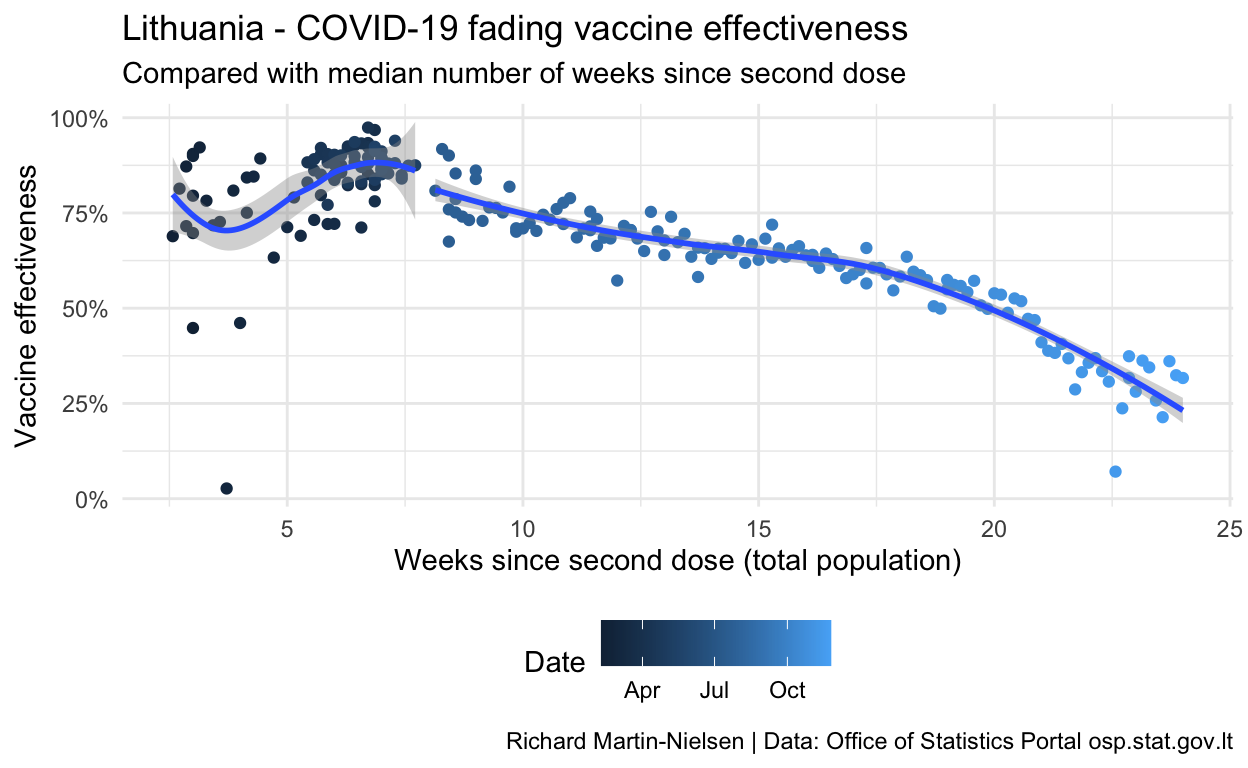 Lithuania - COVID-19 fading vaccine effectiveness
Compared with median number of weeks since second dose
Vaccine effectiveness
100%
75%
50%
25%
0%
5 10 15 20 25
Weeks since second dose (total population)
Date
Apr Jul Oct
Richard Martin-Nielsen | Data: Office of Statistics Portal osp.stat.gov.lt